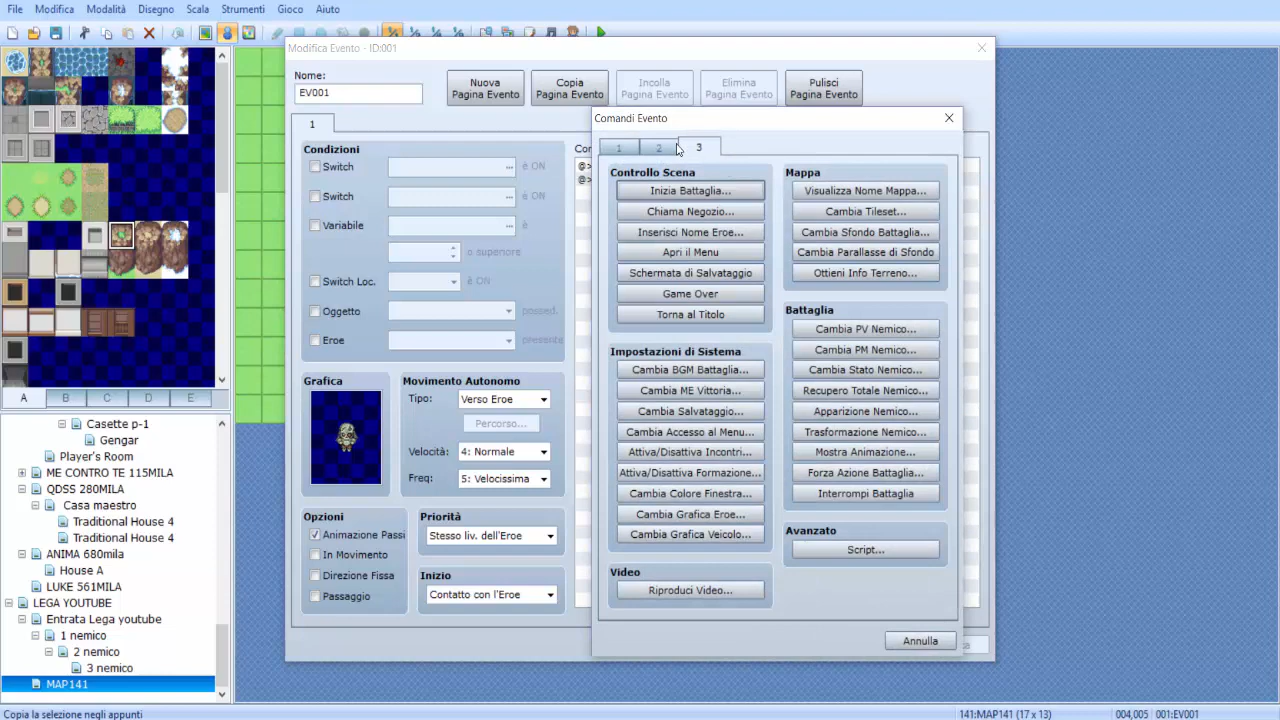 File Modifica Modalità Disegno Scala Strumenti Gioco Aiuto
Modifica Evento - ID:001
Nome:
EV001
Nuova
Pagina Evento
Copia
Pagina Evento
Incolla
Pagina Evento
Elimina
Pagina Evento
Pulisci
Pagina Evento
1
Condizioni
Switch ... è ON
Switch ... è ON
Variabile ... è
o superiore
Switch Loc. è ON
Oggetto possed.
Eroe presente
Grafica
Movimento Autonomo
Tipo: Verso Eroe
Percorso...
Velocità: 4: Normale
Freq: 5: Velocissima
Opzioni
Animazione Passi
In Movimento
Direzione Fissa
Passaggio
Priorità
Stesso liv. dell'Eroe
Inizio
Contatto con l'Eroe
@>
@>
Comandi Evento
1 2 3
Controllo Scena
Inizia Battaglia...
Chiama Negozio...
Inserisci Nome Eroe...
Apri il Menu
Schermata di Salvataggio
Game Over
Torna al Titolo
Impostazioni di Sistema
Cambia BGM Battaglia...
Cambia ME Vittoria...
Cambia Salvataggio...
Cambia Accesso al Menu...
Attiva/Disattiva Incontri...
Attiva/Disattiva Formazione...
Cambia Colore Finestra...
Cambia Grafica Eroe...
Cambia Grafica Veicolo...
Video
Riproduci Video...
Mappa
Visualizza Nome Mappa...
Cambia Tileset...
Cambia Sfondo Battaglia...
Cambia Parallasse di Sfondo
Ottieni Info Terreno...
Battaglia
Cambia PV Nemico...
Cambia PM Nemico...
Cambia Stato Nemico...
Recupero Totale Nemico...
Apparizione Nemico...
Trasformazione Nemico...
Mostra Animazione...
Forza Azione Battaglia...
Interrompi Battaglia
Avanzato
Script...
Annulla
A B C D E
Casette p-1
Gengar
Player's Room
ME CONTRO TE 115MILA
QDSS 280MILA
Casa maestro
Traditional House 4
Traditional House 4
ANIMA 680mila
House A
LUKE 561MILA
LEGA YOUTUBE
Entrata Lega youtube
1 nemico
2 nemico
3 nemico
MAP141
Copia la selezione negli appunti
141:MAP141 (17 x 13) 004,005 001:EV001